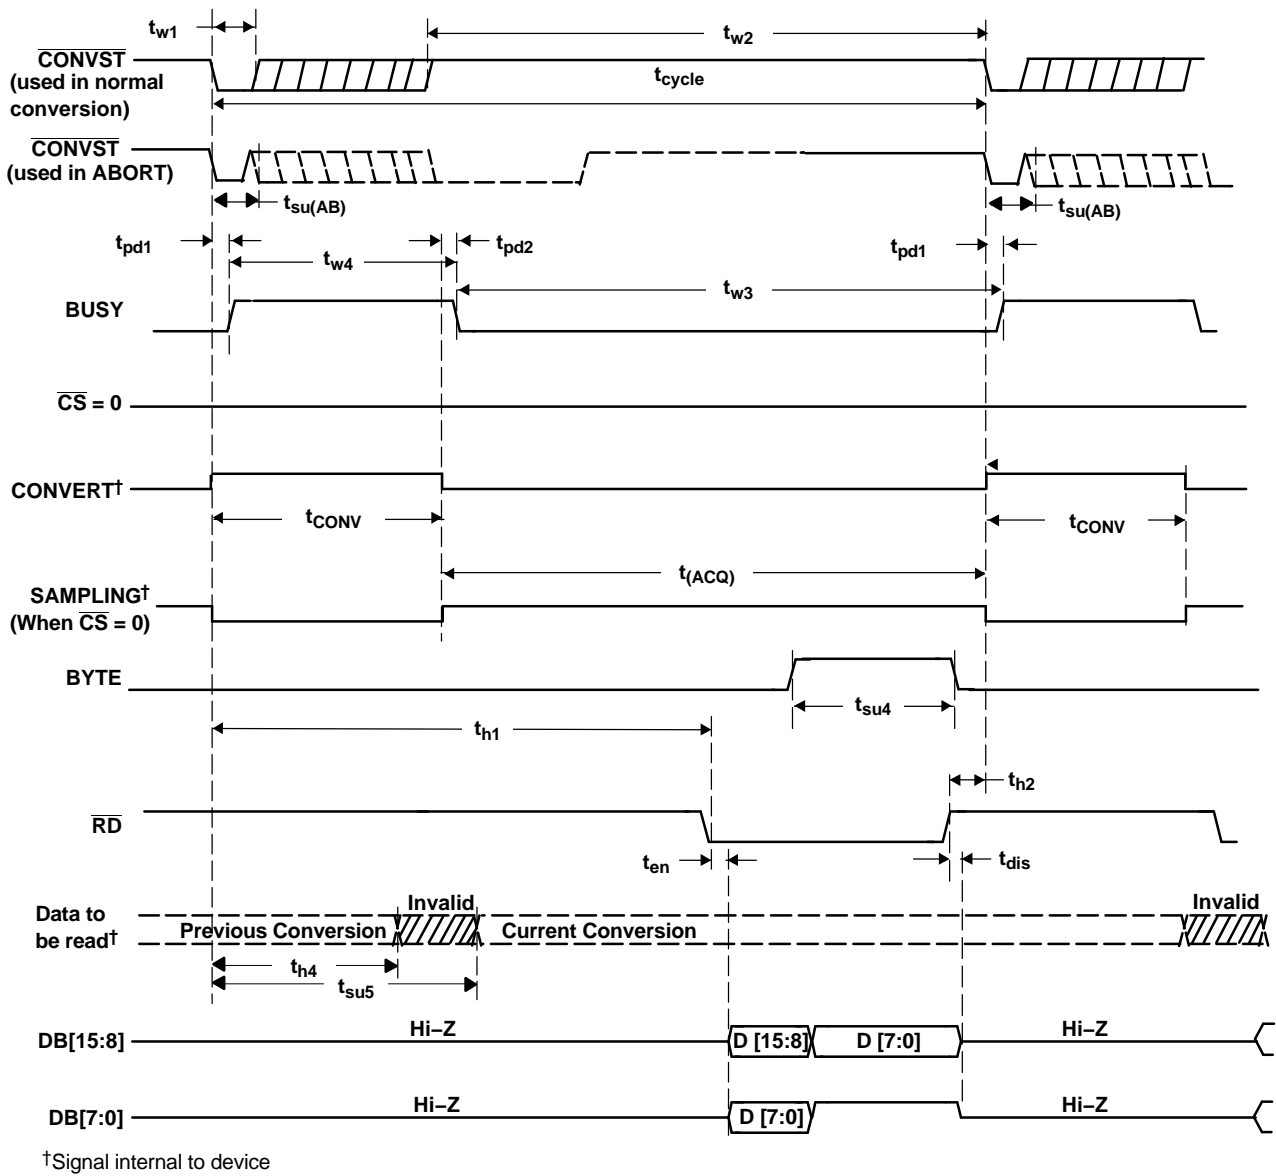 tw1
tw2
CONVST
(used in normal
conversion)
tcycle
CONVST
(used in ABORT)
tsu(AB)
tsu(AB)
tpd1
tpd2
tpd1
tw4
tw3
BUSY
CS = 0
CONVERT†
tCONV
tCONV
t(ACQ)
SAMPLING†
(When CS = 0)
BYTE
tsu4
th1
th2
RD
ten
tdis
Data to
be read†
Invalid
Invalid
Previous Conversion
Current Conversion
th4
tsu5
DB[15:8]
Hi–Z
D [15:8]
D [7:0]
Hi–Z
DB[7:0]
Hi–Z
D [7:0]
Hi–Z
†Signal internal to device